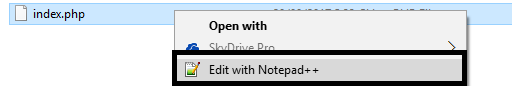 index.php
Open with
SkyDrive Pro
Edit with Notepad++